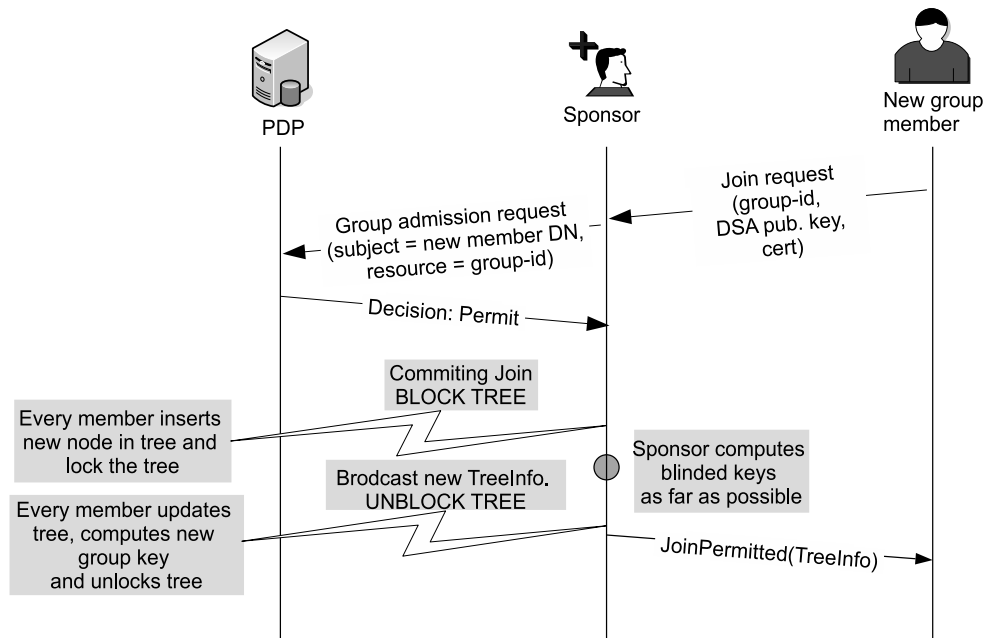 PDP
Sponsor
New group
member
Join request
(group-id,
DSA pub. key,
cert)
Group admission request
(subject = new member DN,
resource = group-id)
Decision: Permit
Commiting Join
BLOCK TREE
Every member inserts
new node in tree and
lock the tree
Sponsor computes
blinded keys
as far as possible
Brodcast new TreeInfo.
UNBLOCK TREE
Every member updates
tree, computes new
group key
and unlocks tree
JoinPermitted(TreeInfo)